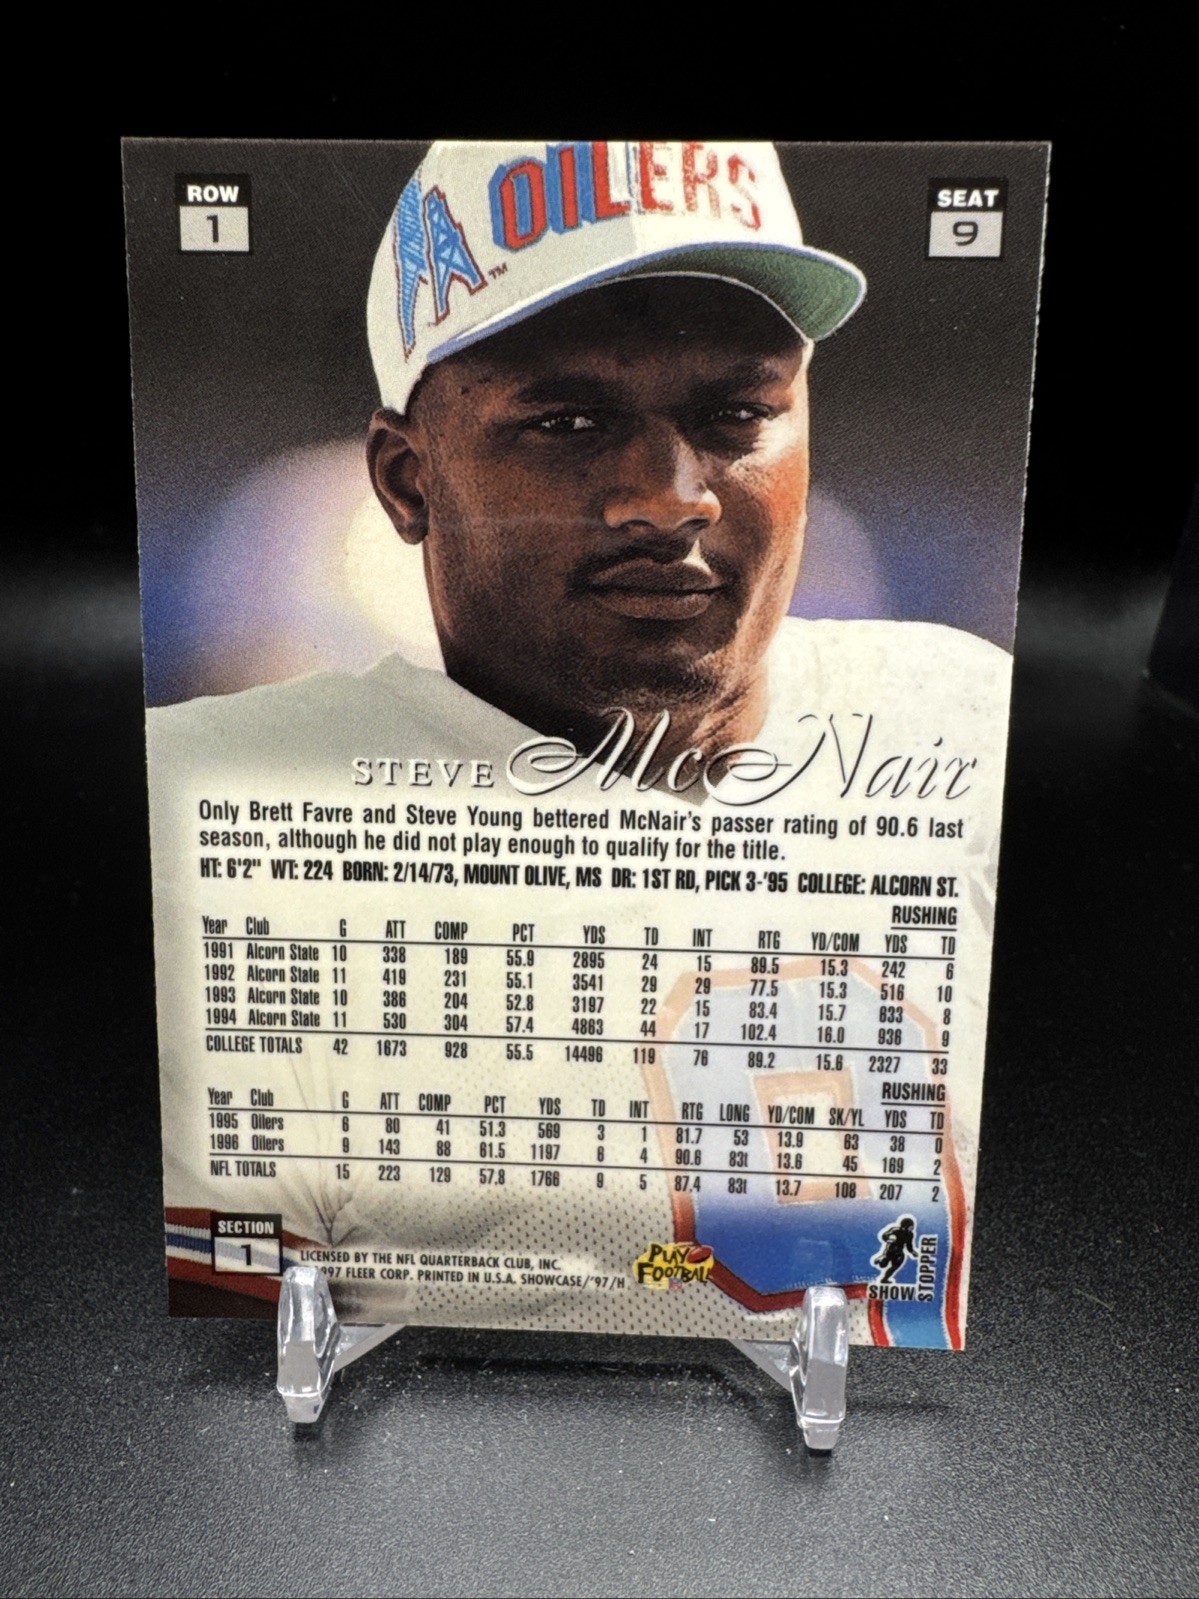 ROW
1
SEAT
9
OILERS
™
STEVE McNair
Only Brett Favre and Steve Young bettered McNair's passer rating of 90.6 last
season, although he did not play enough to qualify for the title.
HT: 6'2" WT: 224 BORN: 2/14/73, MOUNT OLIVE, MS DR: 1ST RD, PICK 3-'95 COLLEGE: ALCORN ST.
RUSHING
Year Club G ATT COMP PCT YDS TD INT RTG YD/COM YDS TD
1991 Alcorn State 10 338 189 55.9 2895 24 15 89.5 15.3 242 6
1992 Alcorn State 11 419 231 55.1 3541 29 29 77.5 15.3 516 10
1993 Alcorn State 10 386 204 52.8 3197 22 15 83.4 15.7 633 8
1994 Alcorn State 11 530 304 57.4 4863 44 17 102.4 16.0 936 9
COLLEGE TOTALS 42 1673 928 55.5 14496 119 76 89.2 15.6 2327 33
RUSHING
Year Club G ATT COMP PCT YDS TD INT RTG LONG YD/COM SK/YL YDS TD
1995 Oilers 6 80 41 51.3 569 3 1 81.7 53 13.9 63 38 0
1996 Oilers 9 143 88 61.5 1197 6 4 90.6 83t 13.6 45 169 2
NFL TOTALS 15 223 129 57.8 1766 9 5 87.4 83t 13.7 108 207 2
SECTION
1
LICENSED BY THE NFL QUARTERBACK CLUB, INC.
997 FLEER CORP. PRINTED IN U.S.A. SHOWCASE/'97/H
PLAY
FOOTBALL
SHOW
STOPPER